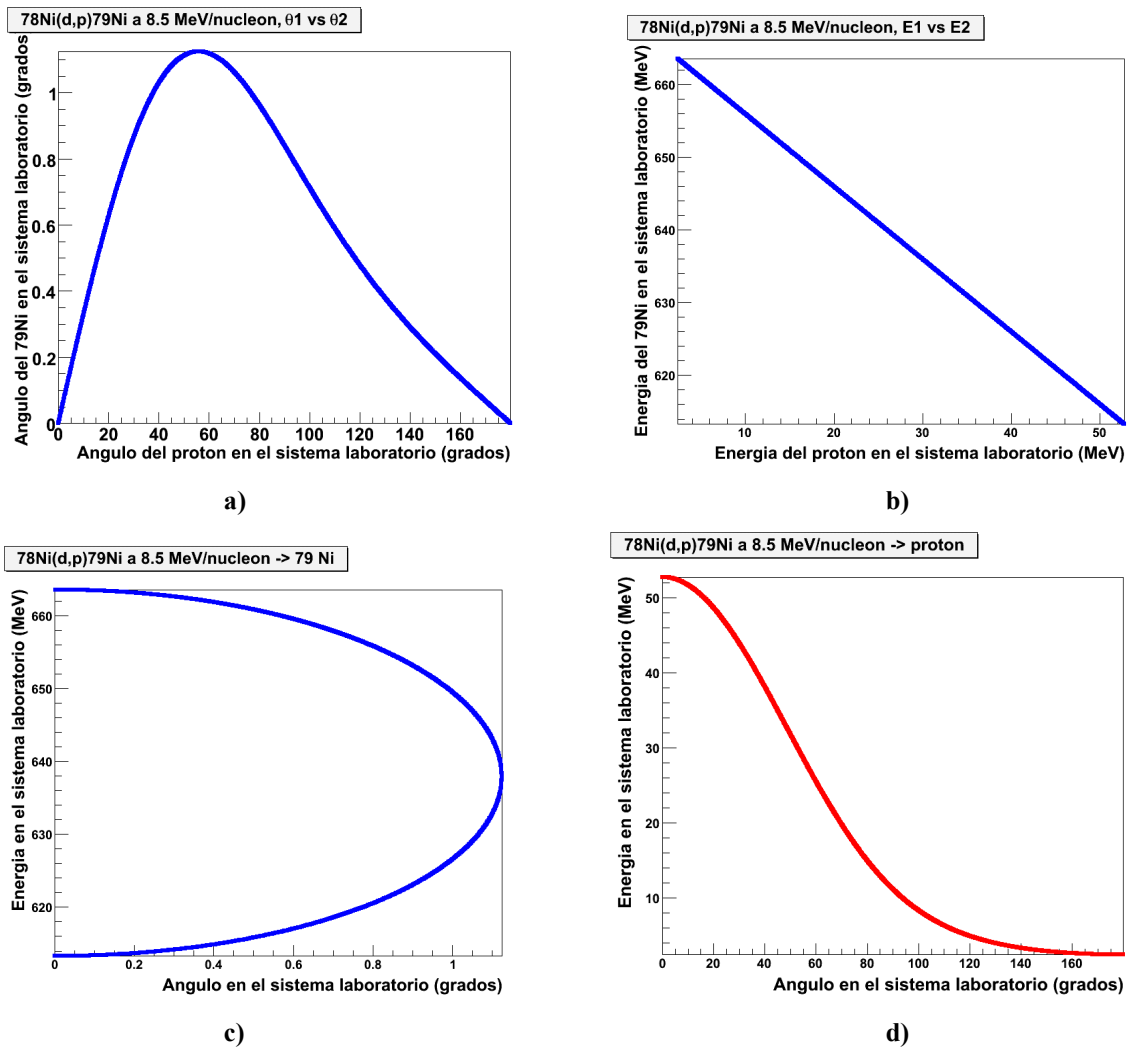 78Ni(d,p)79Ni a 8.5 MeV/nucleon, θ1 vs θ2
Angulo del 79Ni en el sistema laboratorio (grados)
1
0.8
0.6
0.4
0.2
0
0 20 40 60 80 100 120 140 160
Angulo del proton en el sistema laboratorio (grados)
a)
78Ni(d,p)79Ni a 8.5 MeV/nucleon, E1 vs E2
Energia del 79Ni en el sistema laboratorio (MeV)
660
650
640
630
620
10 20 30 40 50
Energia del proton en el sistema laboratorio (MeV)
b)
78Ni(d,p)79Ni a 8.5 MeV/nucleon -> 79 Ni
Energia en el sistema laboratorio (MeV)
660
650
640
630
620
0 0.2 0.4 0.6 0.8 1
Angulo en el sistema laboratorio (grados)
c)
78Ni(d,p)79Ni a 8.5 MeV/nucleon -> proton
Energia en el sistema laboratorio (MeV)
50
40
30
20
10
0 20 40 60 80 100 120 140 160
Angulo en el sistema laboratorio (grados)
d)